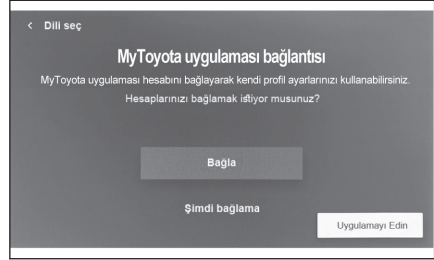 < Dili seç
MyToyota uygulaması bağlantısı
MyToyota uygulaması hesabını bağlayarak kendi profil ayarlarınızı kullanabilirsiniz.
Hesaplarınızı bağlamak istiyor musunuz?
Bağla
Şimdi bağlama
Uygulamayı Edin